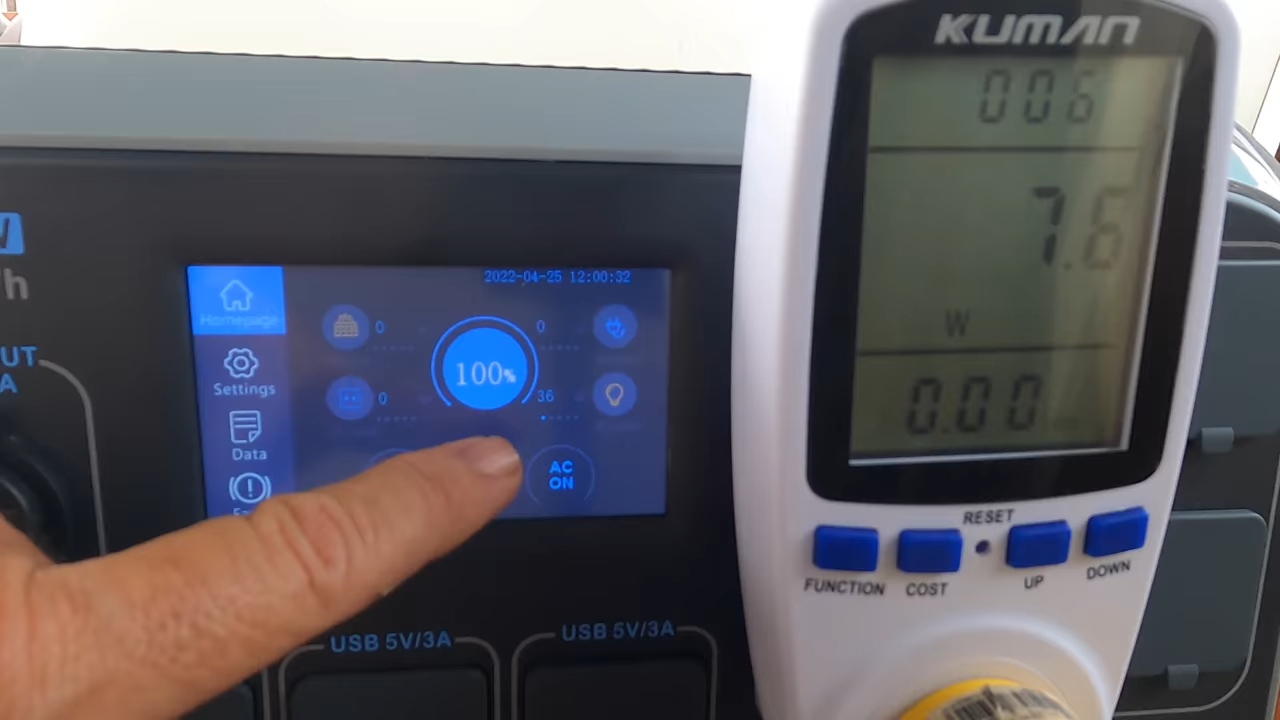 KUMAN
006
7.6
W
0.00
RESET
FUNCTION COST UP DOWN
2022-04-25 12:00:32
Homepage
0
0
100%
Settings
0
36
Data
AC
ON
USB 5V/3A
USB 5V/3A
UT
A
h